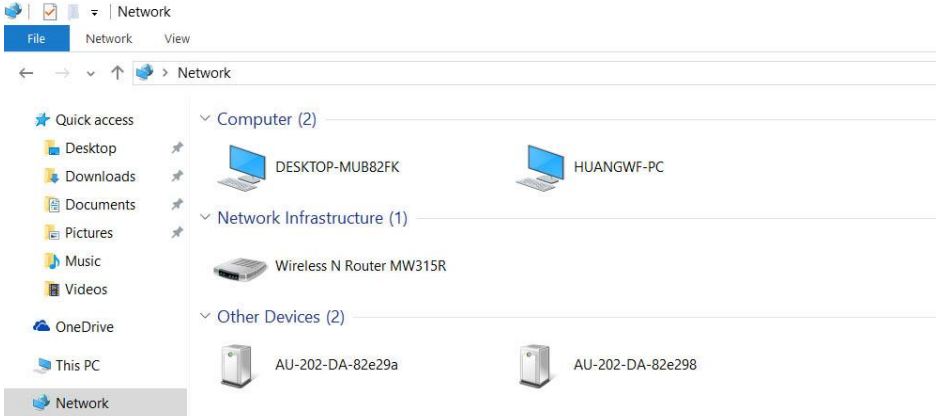 Network
File Network View
Network
Quick access
Desktop
Downloads
Documents
Pictures
Music
Videos
OneDrive
This PC
Network
Computer (2)
DESKTOP-MUB82FK HUANGWF-PC
Network Infrastructure (1)
Wireless N Router MW315R
Other Devices (2)
AU-202-DA-82e29a AU-202-DA-82e298